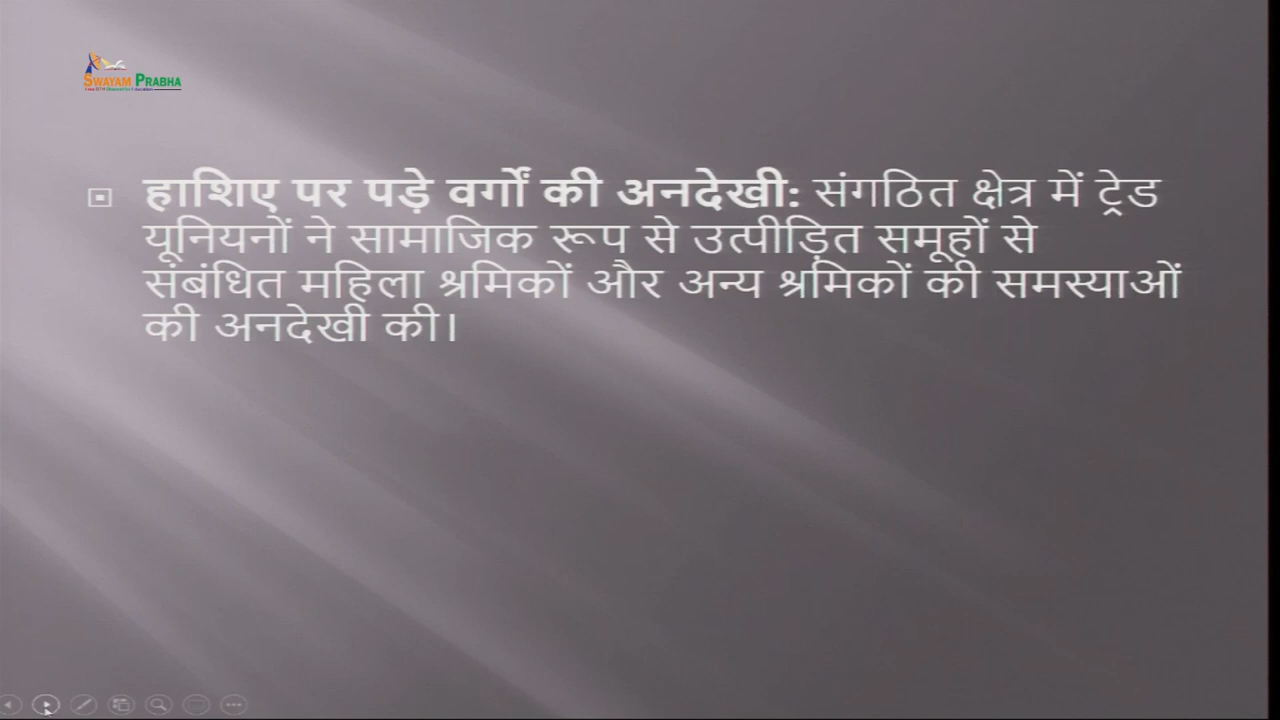 SWAYAM PRABHA
हाशिए पर पड़े वर्गों की अनदेखी: संगठित क्षेत्र में ट्रेड
यूनियनों ने सामाजिक रूप से उत्पीड़ित समूहों से
संबंधित महिला श्रमिकों और अन्य श्रमिकों की समस्याओं
की अनदेखी की।